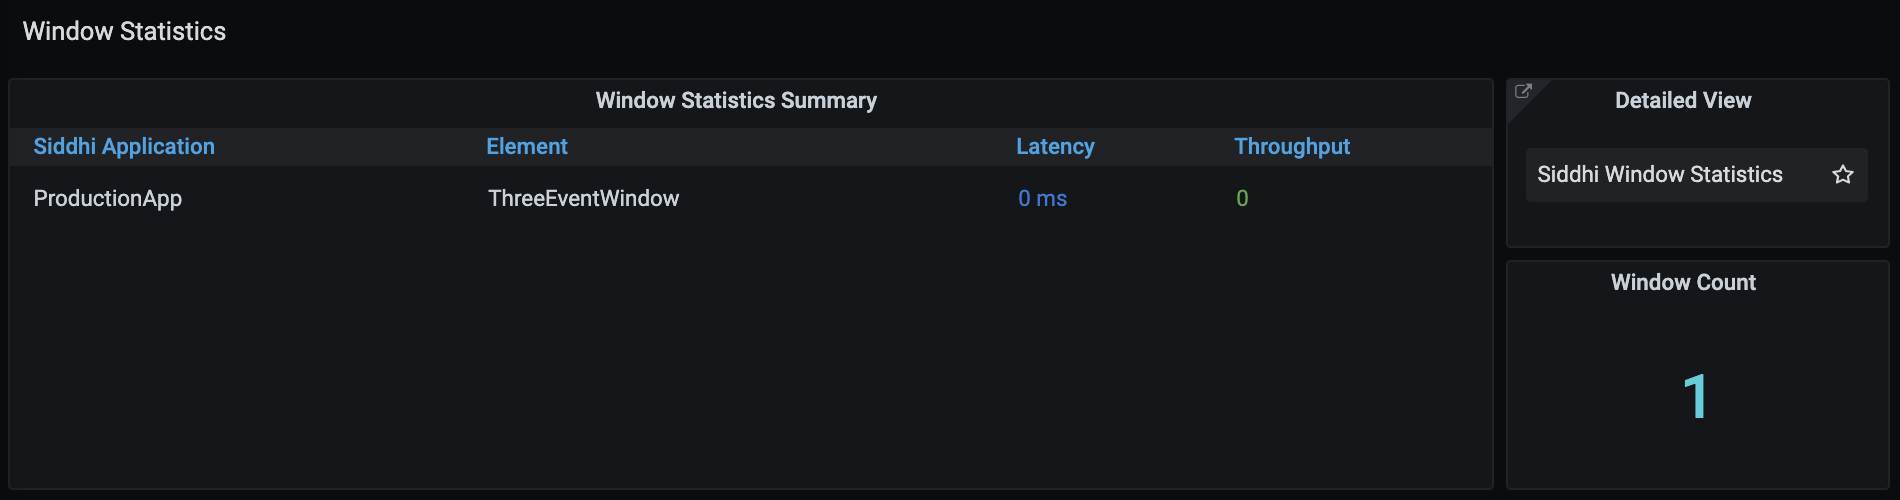 Window Statistics
Window Statistics Summary
Siddhi Application Element Latency Throughput
ProductionApp ThreeEventWindow 0 ms 0
Detailed View
Siddhi Window Statistics
Window Count
1